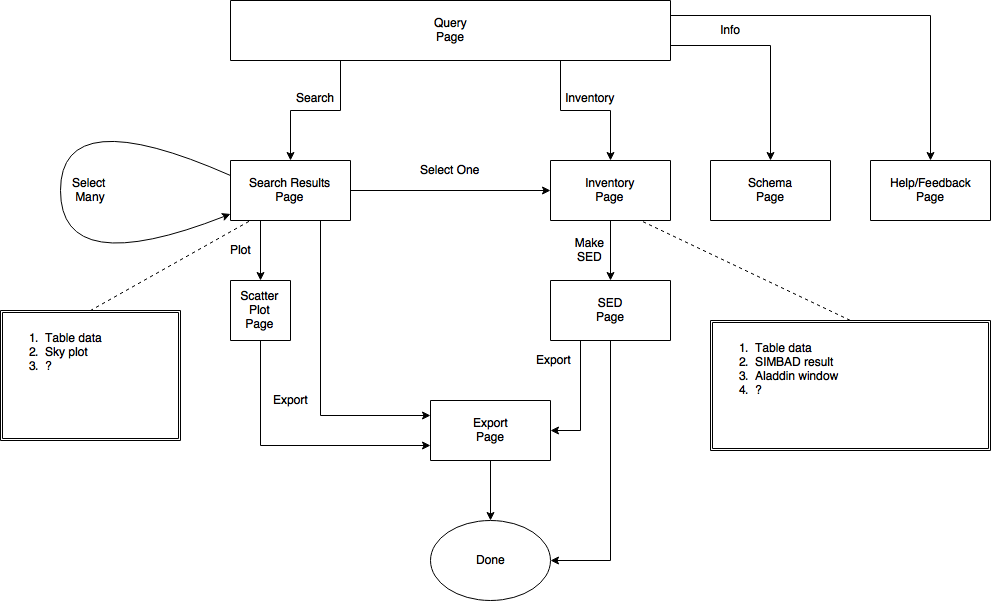 Query
Page
Info
Search
Inventory
Select
Many
Search Results
Page
Select One
Inventory
Page
Schema
Page
Help/Feedback
Page
Plot
Make
SED
Scatter
Plot
Page
SED
Page
1. Table data
2. Sky plot
3. ?
1. Table data
2. SIMBAD result
3. Aladdin window
4. ?
Export
Export
Export
Page
Done